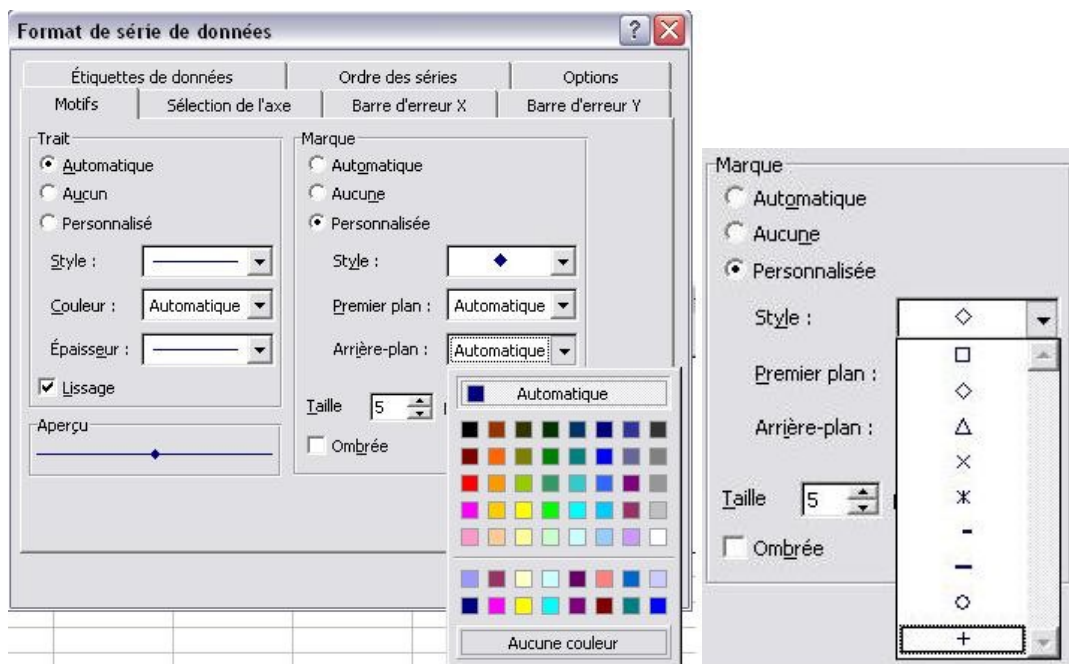 Format de série de données
Étiquettes de données Ordre des séries Options
Motifs Sélection de l'axe Barre d'erreur X Barre d'erreur Y
Trait
Automatique
Aucun
Personnalisé
Style :
Couleur : Automatique
Épaisseur :
Lissage
Aperçu
Marque
Automatique
Aucune
Personnalisée
Style :
Premier plan : Automatique
Arrière-plan : Automatique
Taille 5
Ombrée
Automatique
Aucune couleur
Marque
Automatique
Aucune
Personnalisée
Style :
Premier plan :
Arrière-plan :
Taille 5
Ombrée